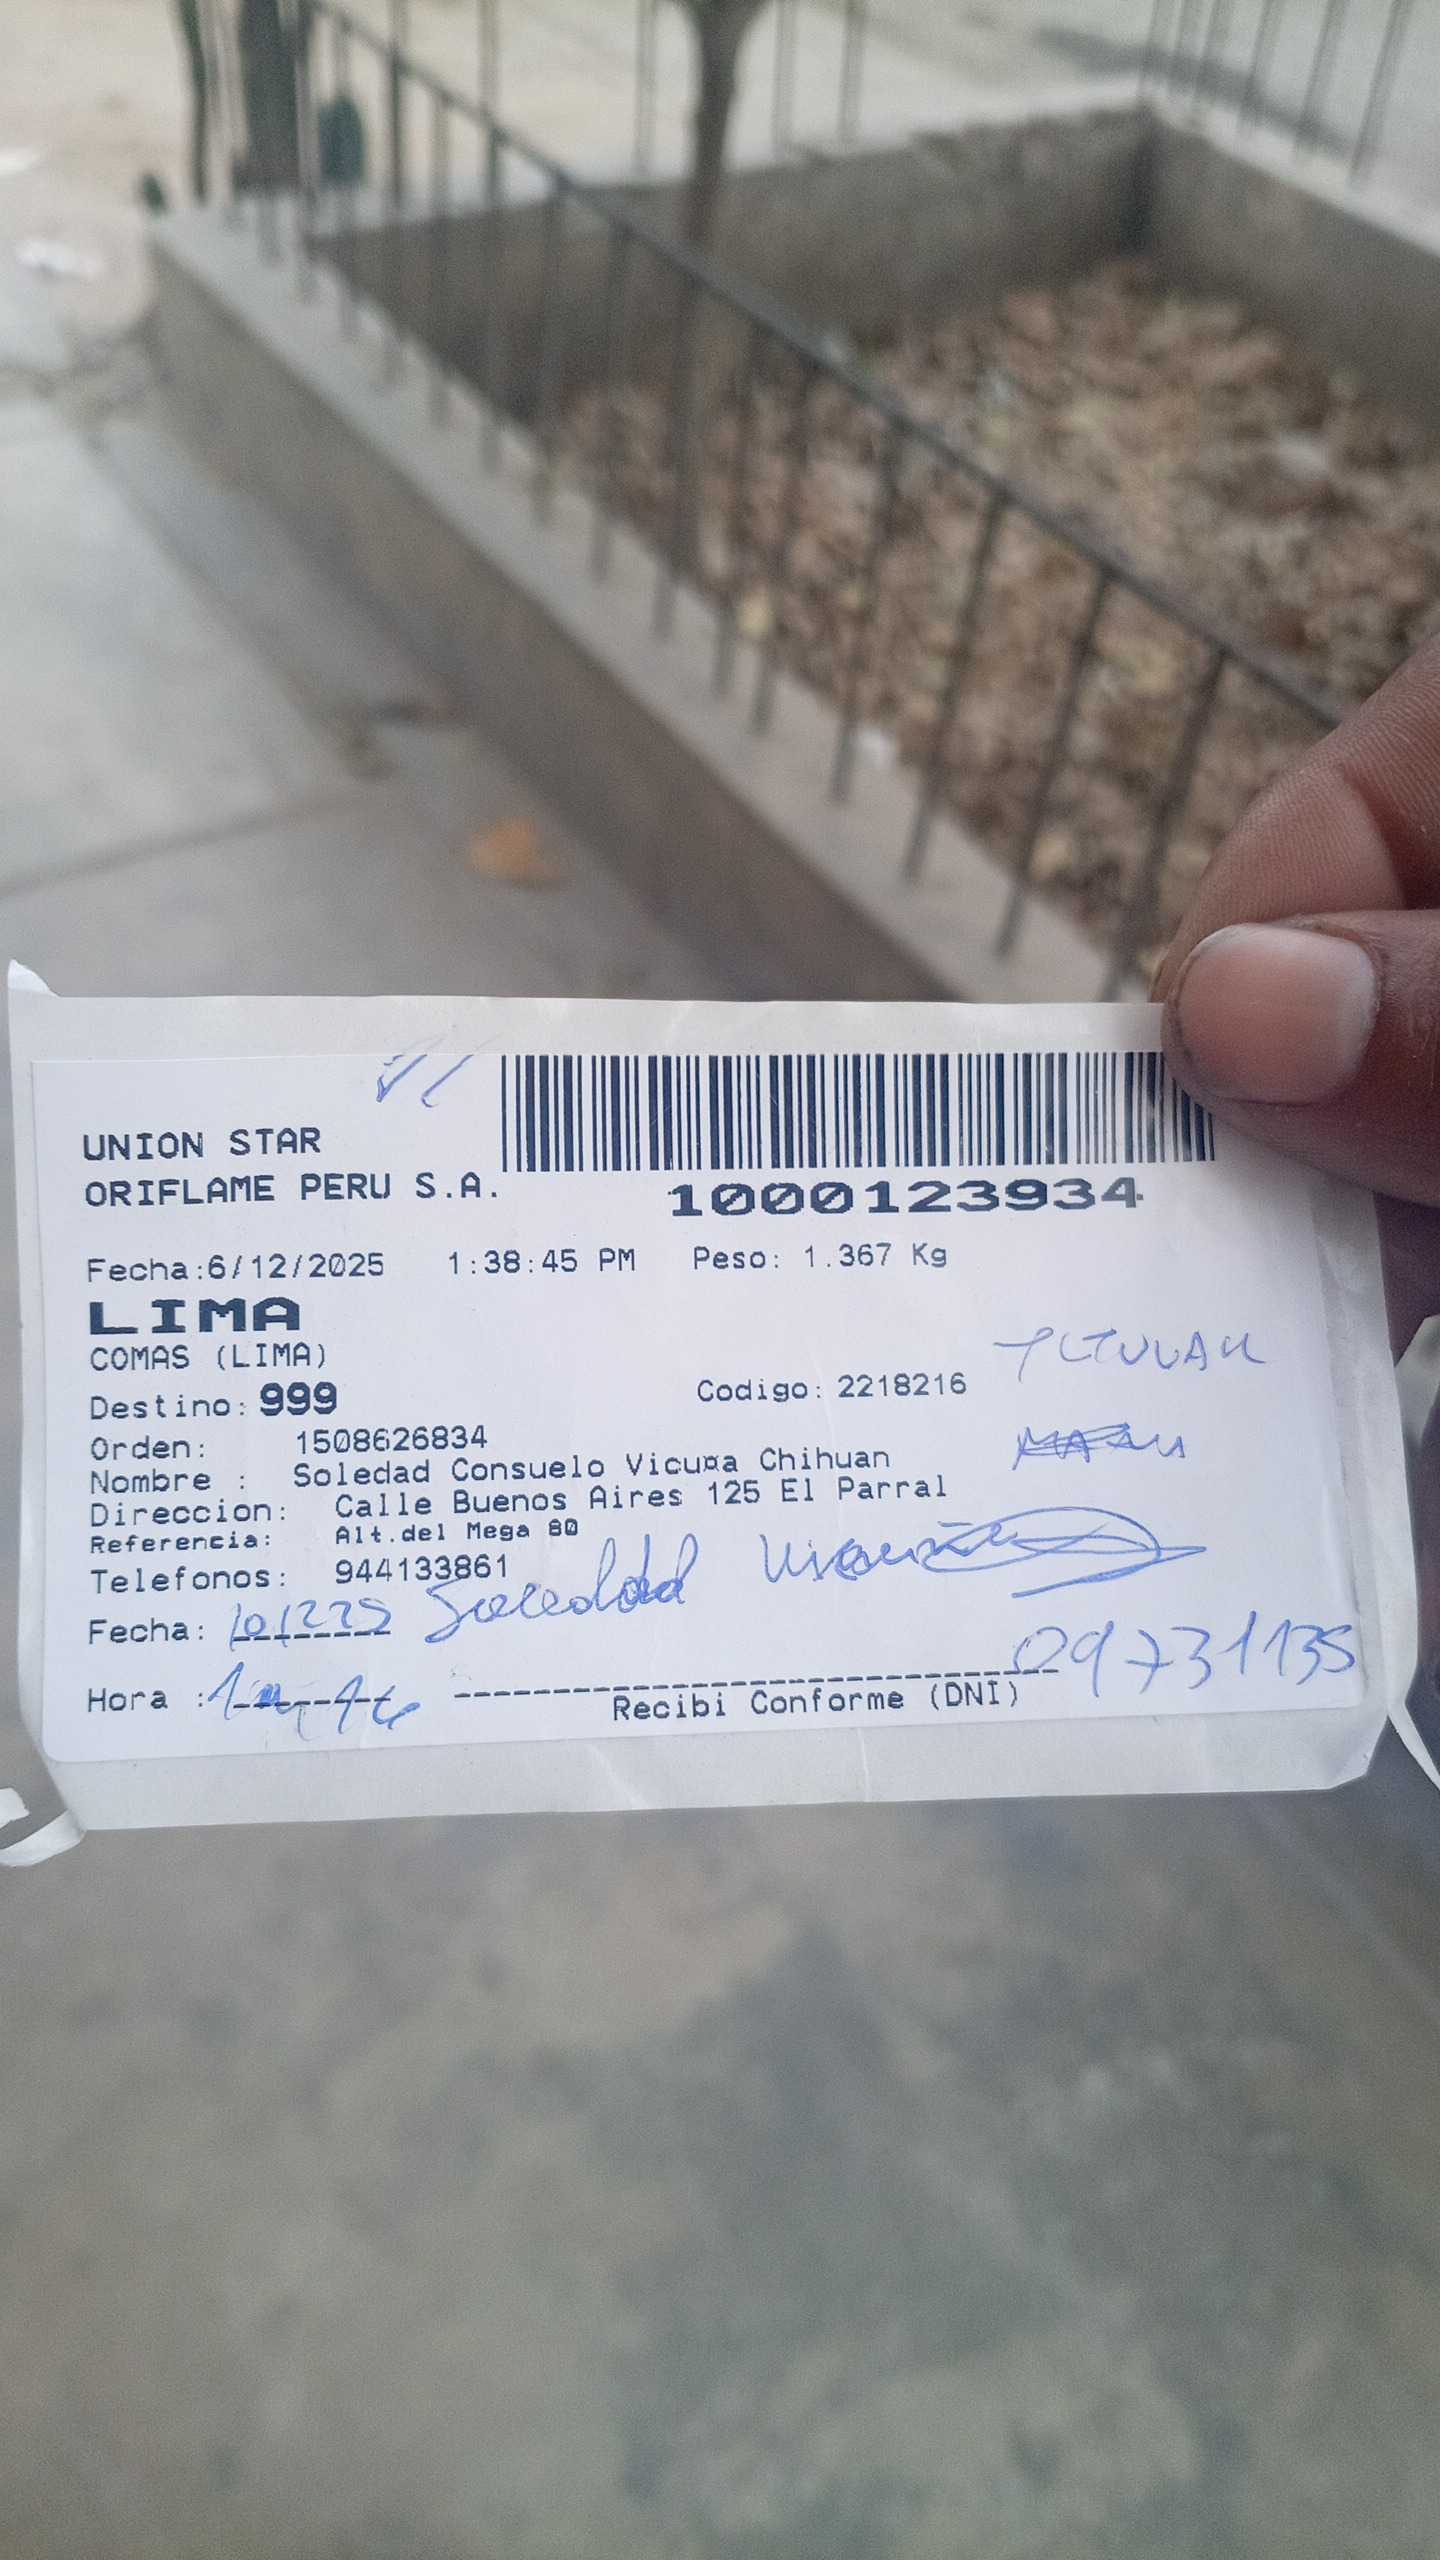 UNION STAR
ORIFLAME PERU S.A.
1000123934
Fecha:6/12/2025 1:38:45 PM Peso: 1.367 Kg
LIMA
COMAS (LIMA)
TITULAR
Destino: 999 Codigo: 2218216
Orden: 1508626834
Nombre : Soledad Consuelo Vicu¤a Chihuan
Direccion: Calle Buenos Aires 125 El Parral
Referencia: Alt.del Mega 80
Telefonos: 944133861
Fecha: Soledad Vicuña
Hora : 09731135
Recibi Conforme (DNI)